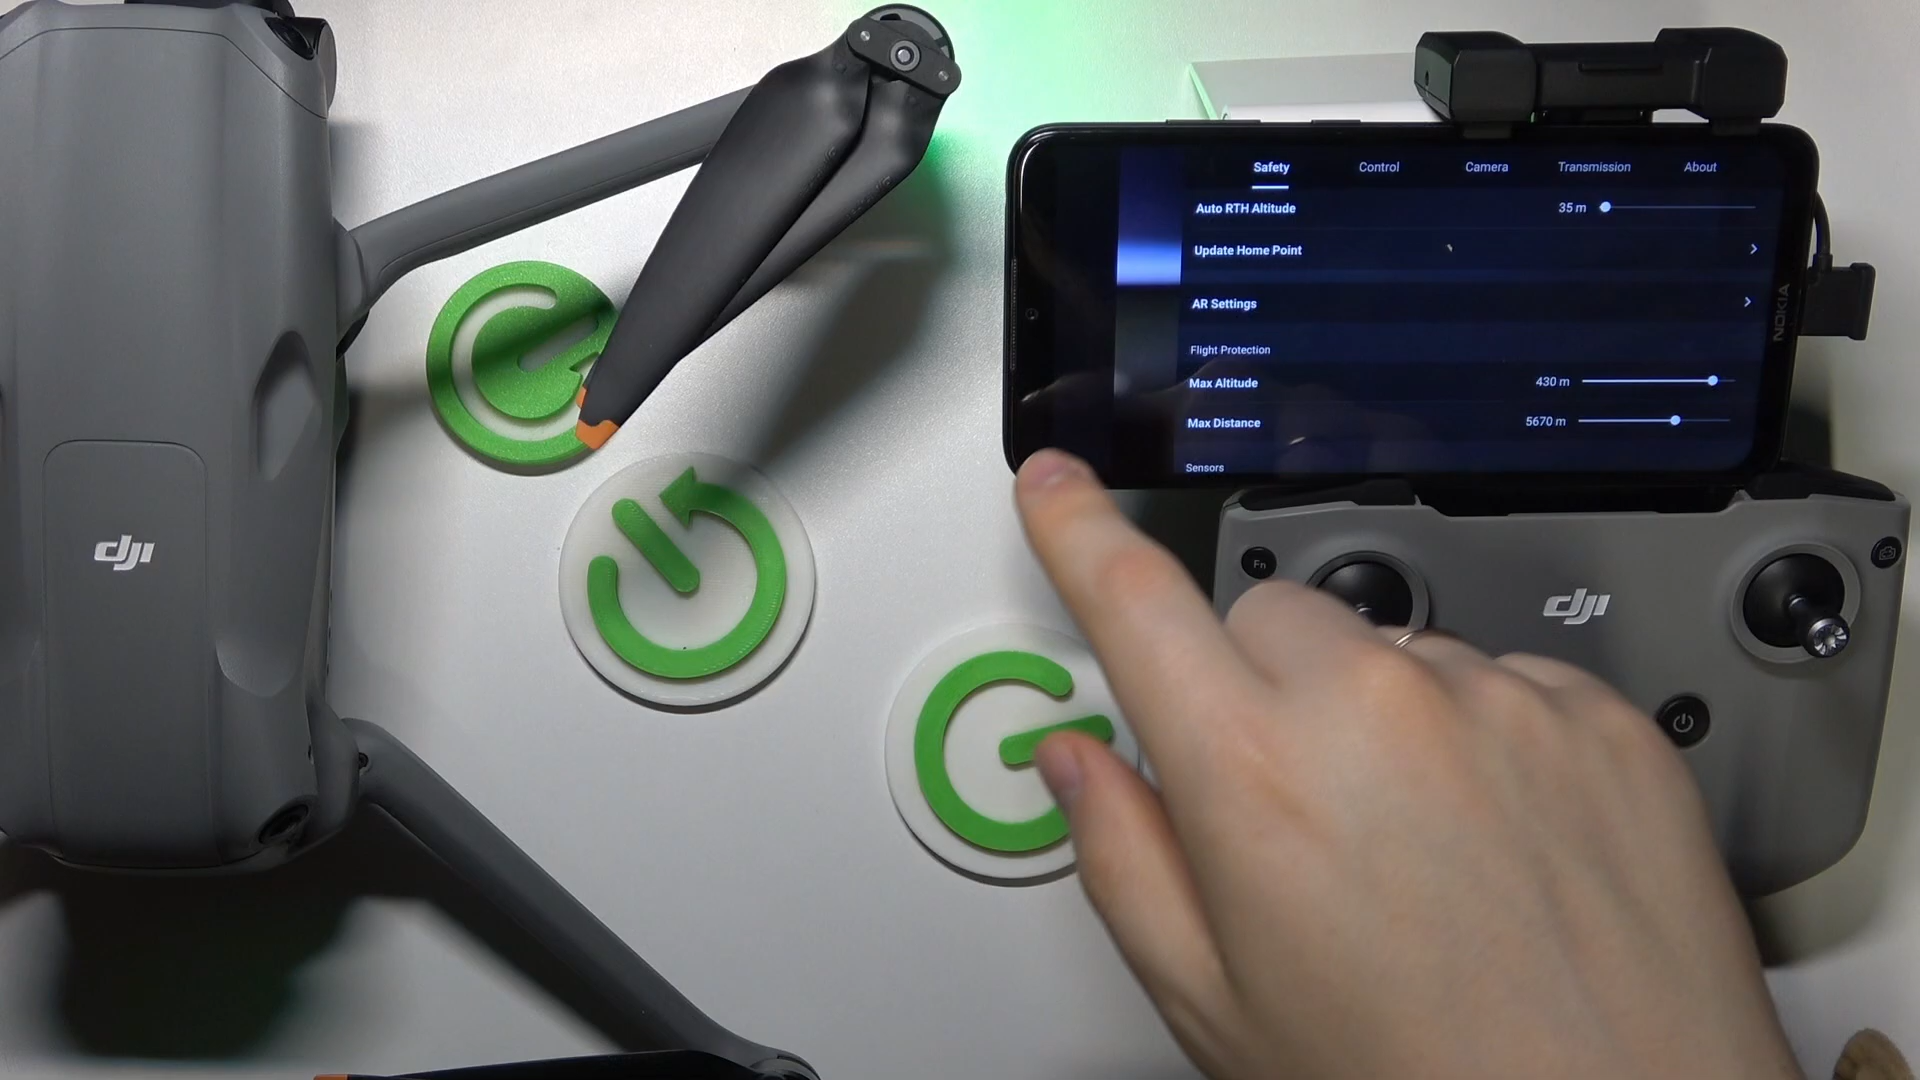 Safety Control Camera Transmission About
Auto RTH Altitude 35 m
Update Home Point
AR Settings
Flight Protection
Max Altitude 430 m
Max Distance 5670 m
Sensors
NOKIA
dji
Fn
dji